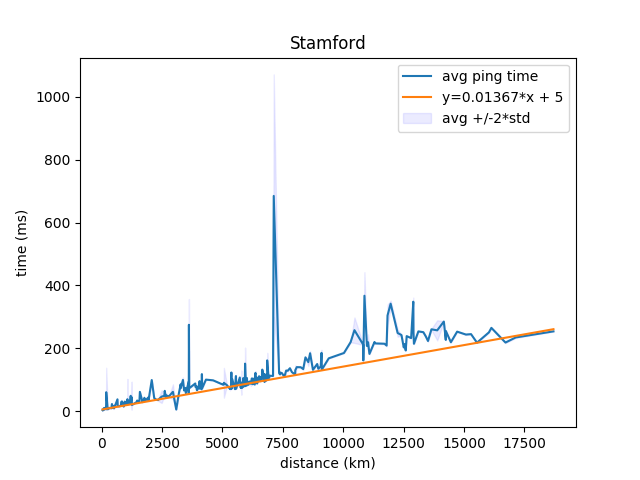 Stamford
avg ping time
y=0.01367*x + 5
avg +/-2*std
time (ms)
1000
800
600
400
200
0
0 2500 5000 7500 10000 12500 15000 17500
distance (km)